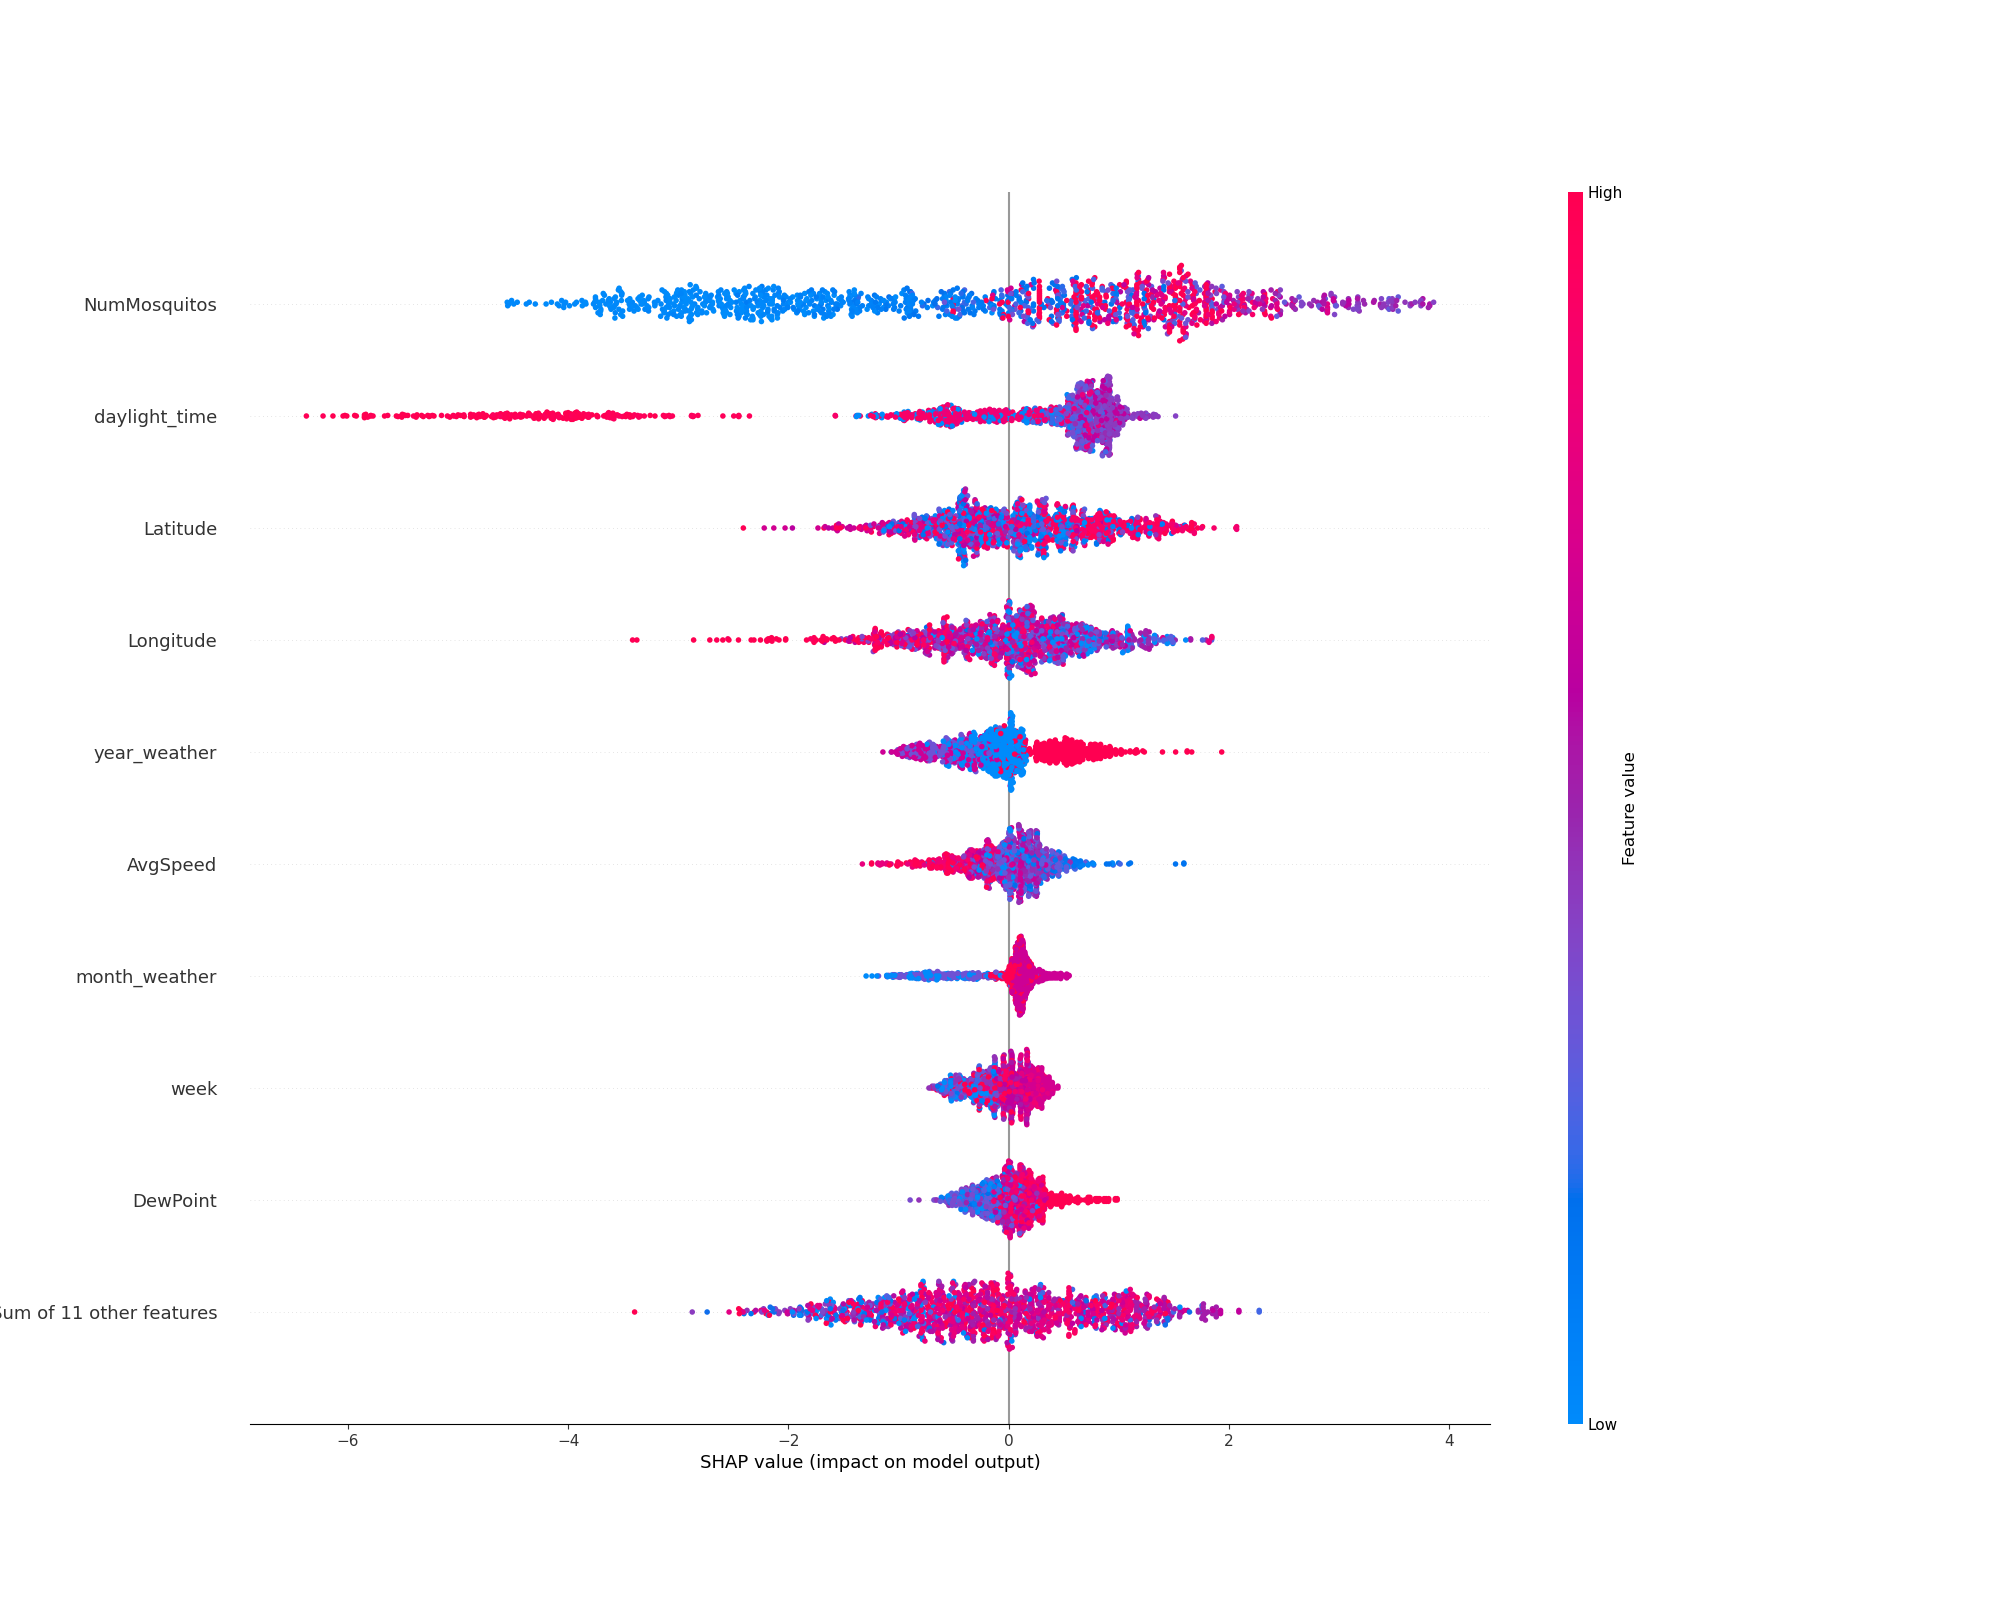 High
NumMosquitos
daylight_time
Latitude
Longitude
year_weather
AvgSpeed
month_weather
week
DewPoint
Sum of 11 other features
Feature value
Low
−6 −4 −2 0 2 4
SHAP value (impact on model output)